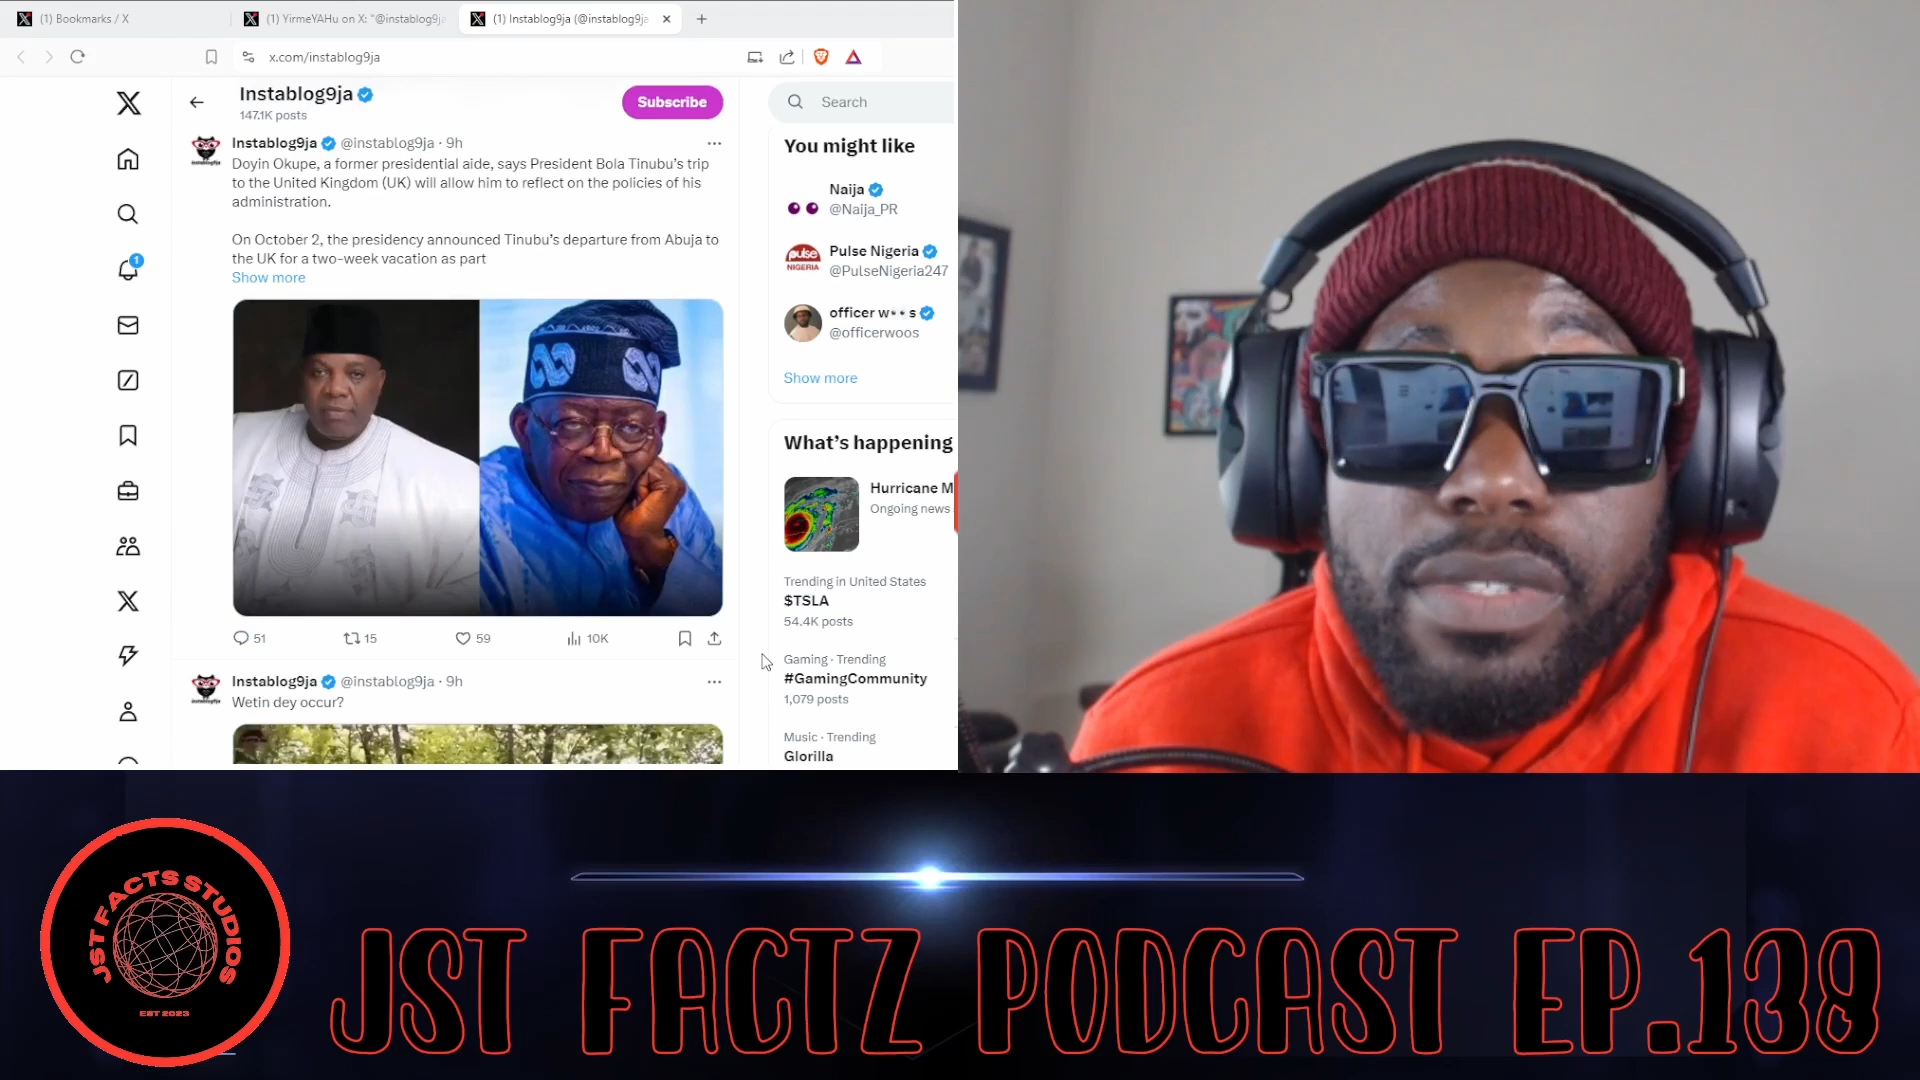 (1) Bookmarks / X
(1) YirmeYAHu on X: "@instablog9ja
(1) Instablog9ja (@instablog9ja
x.com/instablog9ja
Instablog9ja
147.1K posts
Subscribe
Search
Instablog9ja @instablog9ja · 9h
Doyin Okupe, a former presidential aide, says President Bola Tinubu’s trip
to the United Kingdom (UK) will allow him to reflect on the policies of his
administration.
On October 2, the presidency announced Tinubu’s departure from Abuja to
the UK for a two-week vacation as part
Show more
51
15
59
10K
Instablog9ja @instablog9ja · 9h
Wetin dey occur?
1
You might like
Naija
@Naija_PR
pulse
NIGERIA
Pulse Nigeria
@PulseNigeria247
officer w👀s
@officerwoos
Show more
What’s happening
Hurricane M
Ongoing news
Trending in United States
$TSLA
54.4K posts
Gaming · Trending
#GamingCommunity
1,079 posts
Music · Trending
Glorilla
JST FACTS STUDIOS
EST 2023
JST FACTZ PODCAST EP.138